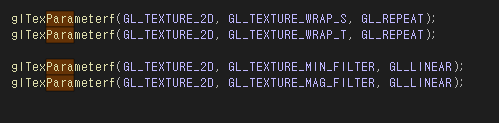 glTexParameterf(GL_TEXTURE_2D, GL_TEXTURE_WRAP_S, GL_REPEAT);
glTexParameterf(GL_TEXTURE_2D, GL_TEXTURE_WRAP_T, GL_REPEAT);
glTexParameterf(GL_TEXTURE_2D, GL_TEXTURE_MIN_FILTER, GL_LINEAR);
glTexParameterf(GL_TEXTURE_2D, GL_TEXTURE_MAG_FILTER, GL_LINEAR);